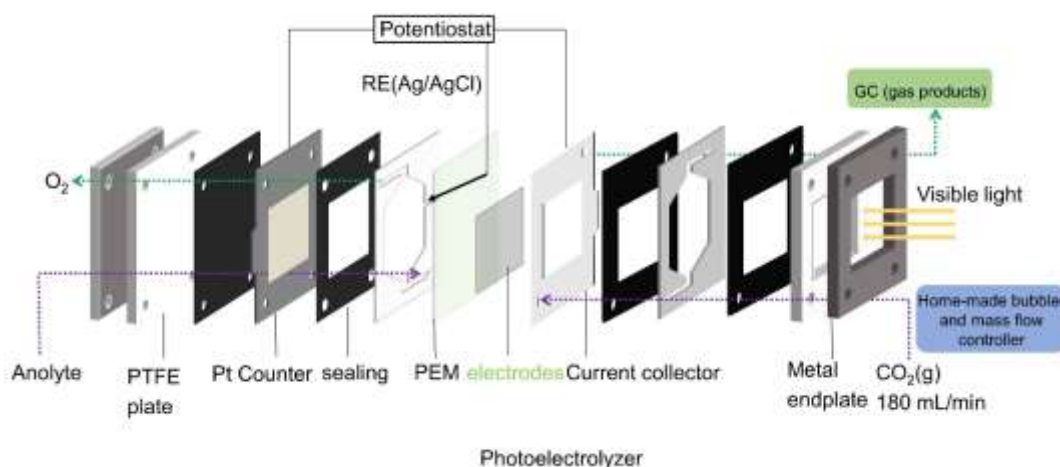 Potentiostat
RE(Ag/AgCl)
GC (gas products)
O₂
Visible light
Home-made bubbler
and mass flow
controller
Anolyte
PTFE
plate
Pt Counter
sealing
PEM
electrodes
Current collector
Metal
endplate
CO₂(g)
180 mL/min
Photoelectrolyzer